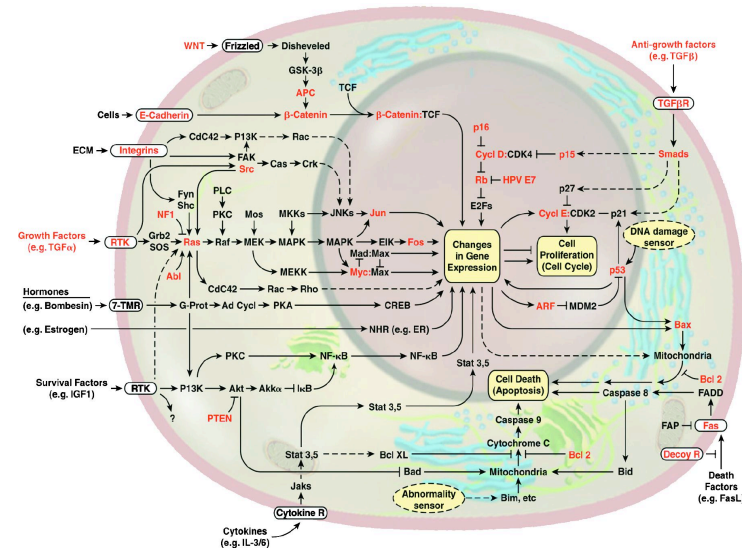 WNT
Frizzled
Disheveled
GSK-3β
APC
TCF
Cells
E-Cadherin
β-Catenin
β-Catenin:TCF
Anti-growth factors
(e.g. TGFβ)
TGFβR
CdC42
P13K
Rac
ECM
Integrins
FAK
Src
Cas
Crk
p16
Cycl D:CDK4
p15
Smads
Rb
HPV E7
E2Fs
p27
Cycl E:CDK2
p21
DNA damage
sensor
Fyn
Shc
PLC
NF1
PKC
Mos
MKKs
JNKs
Jun
Growth Factors
(e.g. TGFα)
RTK
Grb2
SOS
Ras
Raf
MEK
MAPK
MAPK
ElK
Fos
Abl
Mad:Max
MEKK
Myc:Max
Changes
in Gene
Expression
Cell
Proliferation
(Cell Cycle)
p53
CdC42
Rac
Rho
Hormones
(e.g. Bombesin)
7-TMR
G-Prot
Ad Cycl
PKA
CREB
ARF
MDM2
(e.g. Estrogen)
NHR (e.g. ER)
Bax
PKC
NF-κB
NF-κB
Stat 3,5
Mitochondria
Survival Factors
(e.g. IGF1)
RTK
P13K
Akt
Akkα
IκB
Cell Death
(Apoptosis)
Bcl 2
Caspase 8
FADD
?
PTEN
Stat 3,5
Caspase 9
FAP
Fas
Cytochrome C
Stat 3,5
Bcl XL
Bcl 2
Decoy R
Bad
Mitochondria
Bid
Death
Factors
(e.g. FasL)
Jaks
Abnormality
sensor
Bim, etc
Cytokine R
Cytokines
(e.g. IL-3/6)